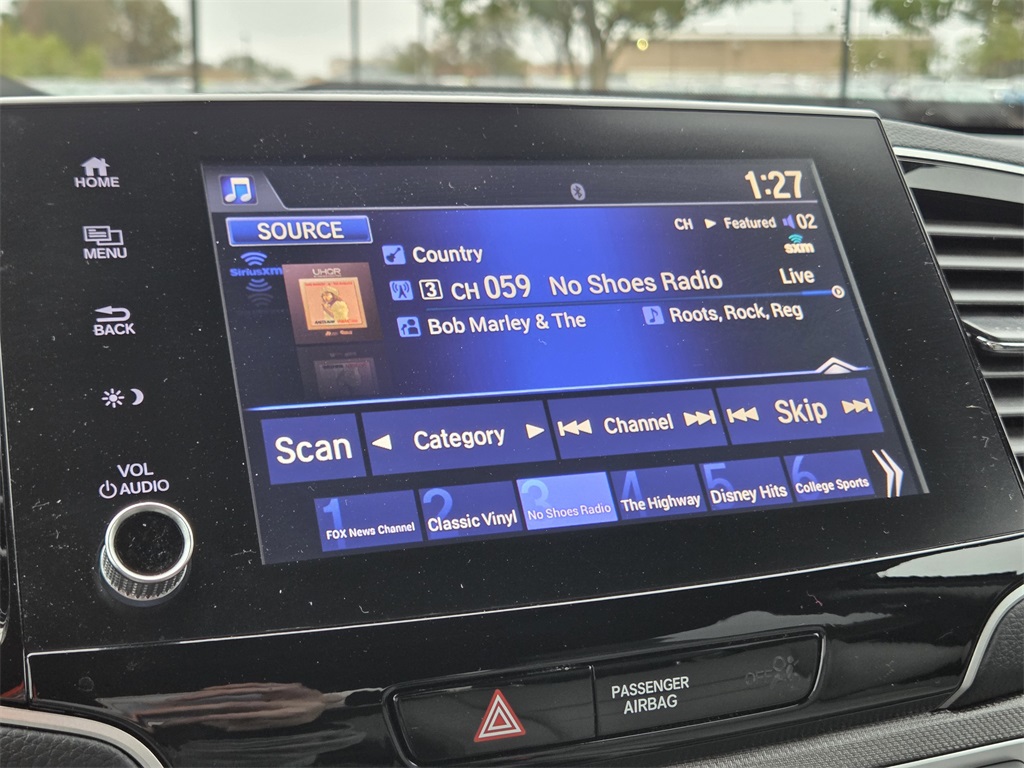 HOME
MENU
BACK
VOL
AUDIO
1:27
SOURCE
CH ▶ Featured 02
SiriusXM
sxm
Country
Live
3 CH 059 No Shoes Radio
Bob Marley & The
Roots, Rock, Reg
Scan
Category
Channel
Skip
1 FOX News Channel
2 Classic Vinyl
3 No Shoes Radio
4 The Highway
5 Disney Hits
6 College Sports
PASSENGER
AIRBAG
OFF